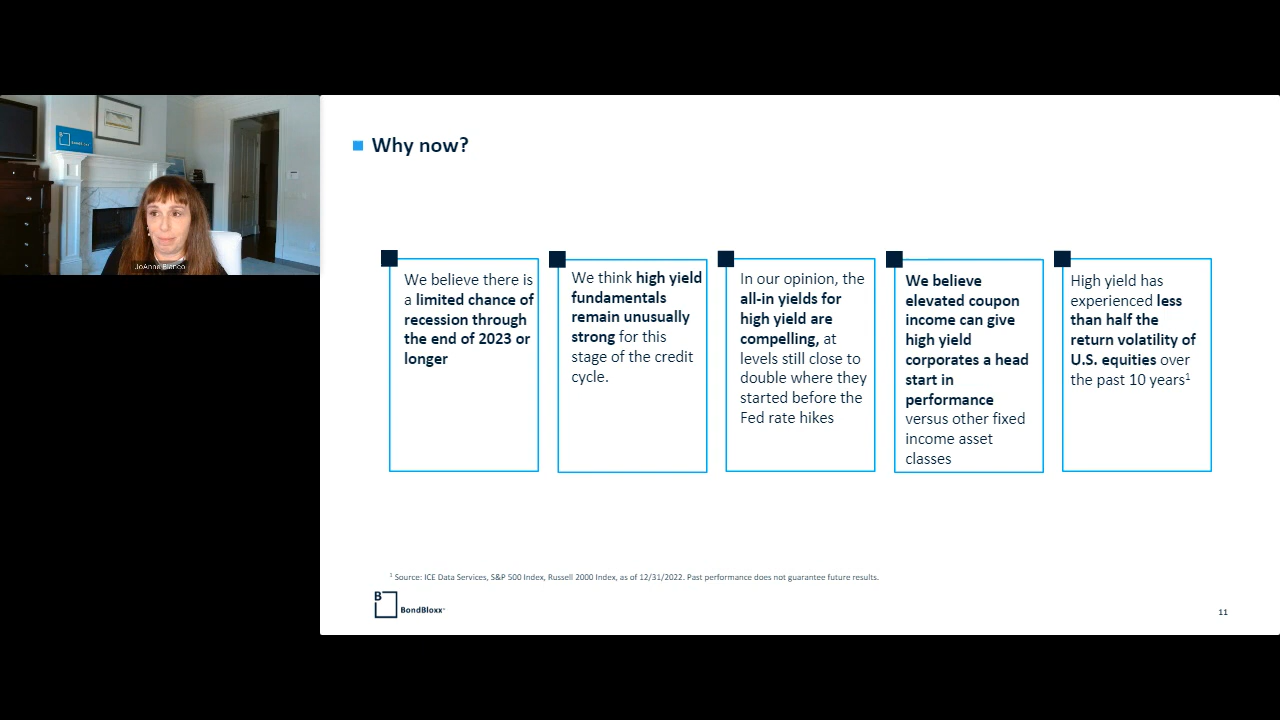 Why now?
We believe there is
a limited chance of
recession through
the end of 2023 or
longer
We think high yield
fundamentals
remain unusually
strong for this
stage of the credit
cycle.
In our opinion, the
all-in yields for
high yield are
compelling, at
levels still close to
double where they
started before the
Fed rate hikes
We believe
elevated coupon
income can give
high yield
corporates a head
start in
performance
versus other fixed
income asset
classes
High yield has
experienced less
than half the
return volatility of
U.S. equities over
the past 10 years¹
¹ Source: ICE Data Services, S&P 500 Index, Russell 2000 Index, as of 12/31/2022. Past performance does not guarantee future results.
B
BondBloxx
11
JoAnne Bianco
B
BondBloxx